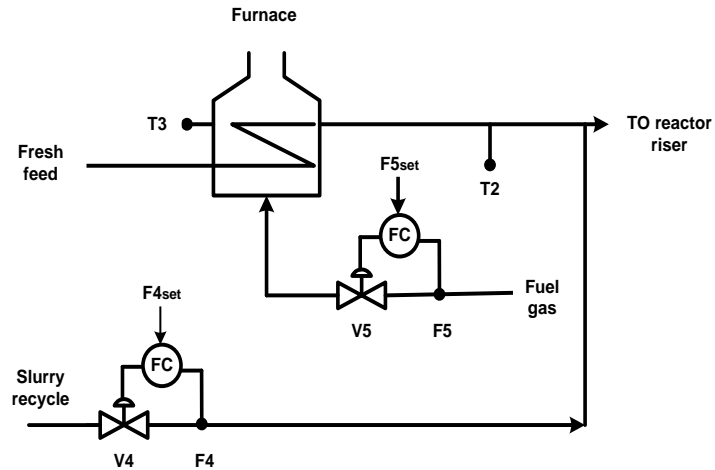 Furnace
T3
TO reactor
riser
Fresh
feed
F5set
T2
FC
Fuel
gas
F4set
V5
F5
FC
Slurry
recycle
V4
F4